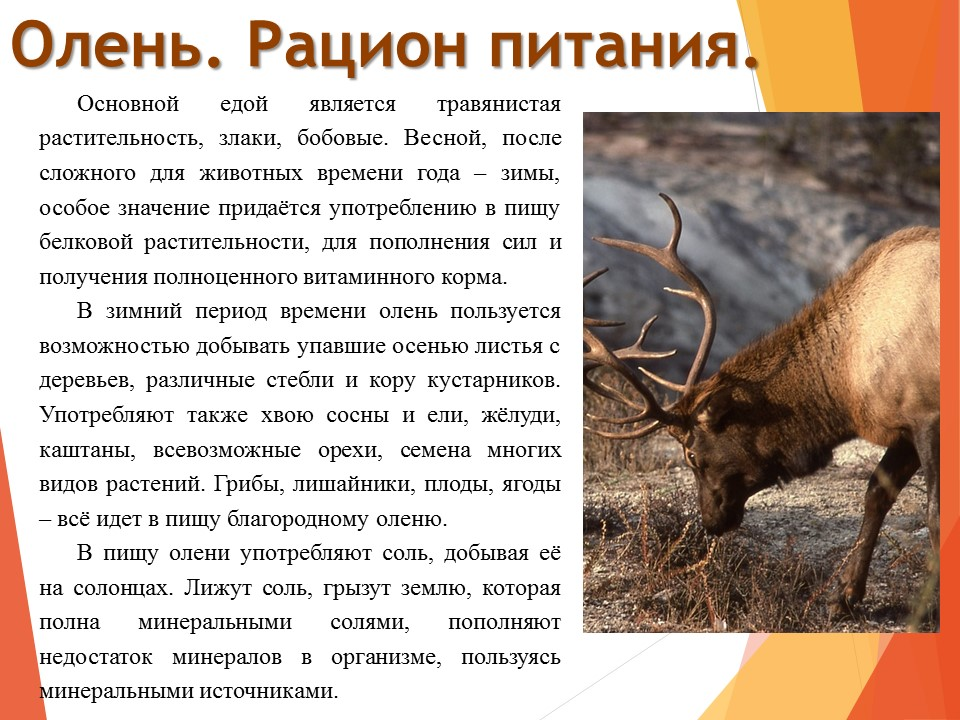 Олень. Рацион питания.
Основной едой является травянистая
растительность, злаки, бобовые. Весной, после
сложного для животных времени года – зимы,
особое значение придаётся употреблению в пищу
белковой растительности, для пополнения сил и
получения полноценного витаминного корма.
В зимний период времени олень пользуется
возможностью добывать упавшие осенью листья с
деревьев, различные стебли и кору кустарников.
Употребляют также хвою сосны и ели, жёлуди,
каштаны, всевозможные орехи, семена многих
видов растений. Грибы, лишайники, плоды, ягоды
– всё идет в пищу благородному оленю.
В пищу олени употребляют соль, добывая её
на солонцах. Лижут соль, грызут землю, которая
полна минеральными солями, пополняют
недостаток минералов в организме, пользуясь
минеральными источниками.